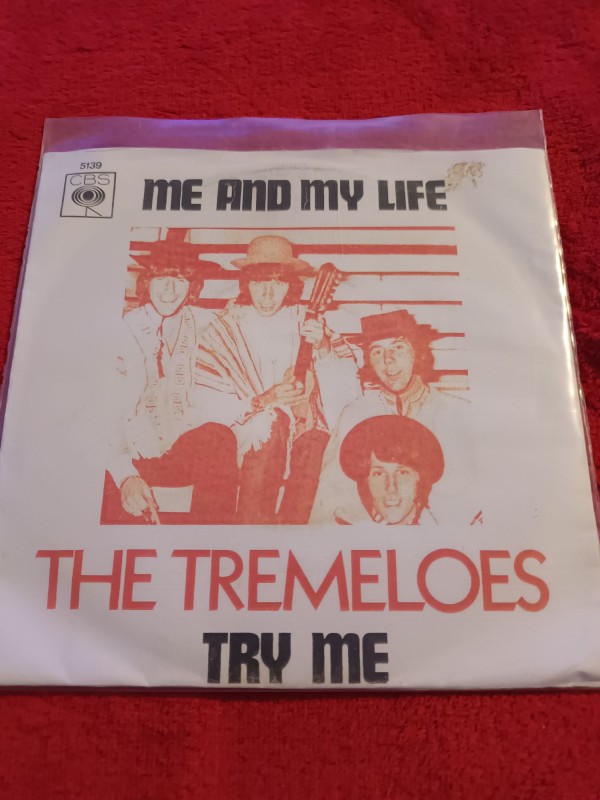 5139
CBS
ME AND MY LIFE
THE TREMELOES
TRY ME